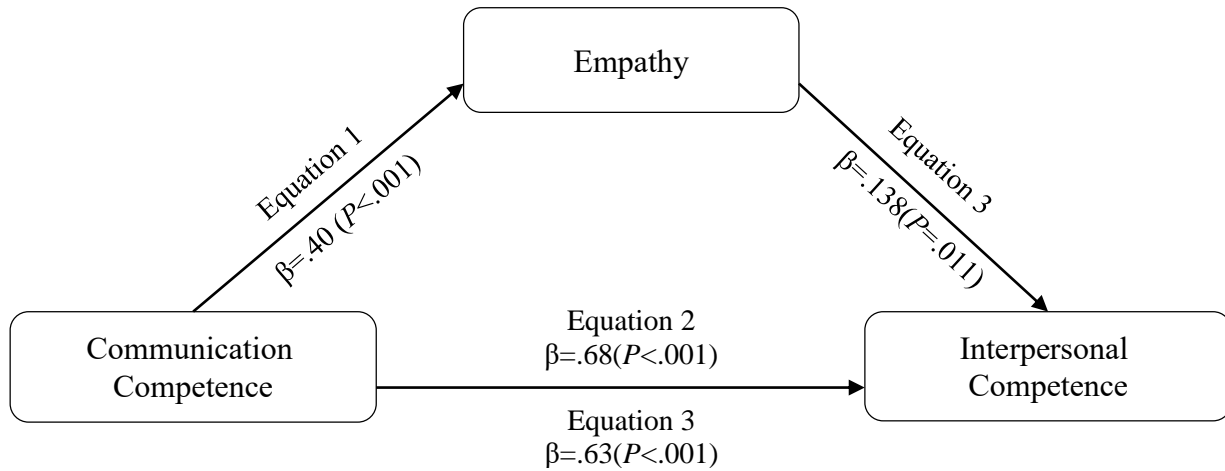 Empathy
Equation 1
β=.40 (P<.001)
Equation 3
β=.138(P=.011)
Communication
Competence
Equation 2
β=.68(P<.001)
Equation 3
β=.63(P<.001)
Interpersonal
Competence